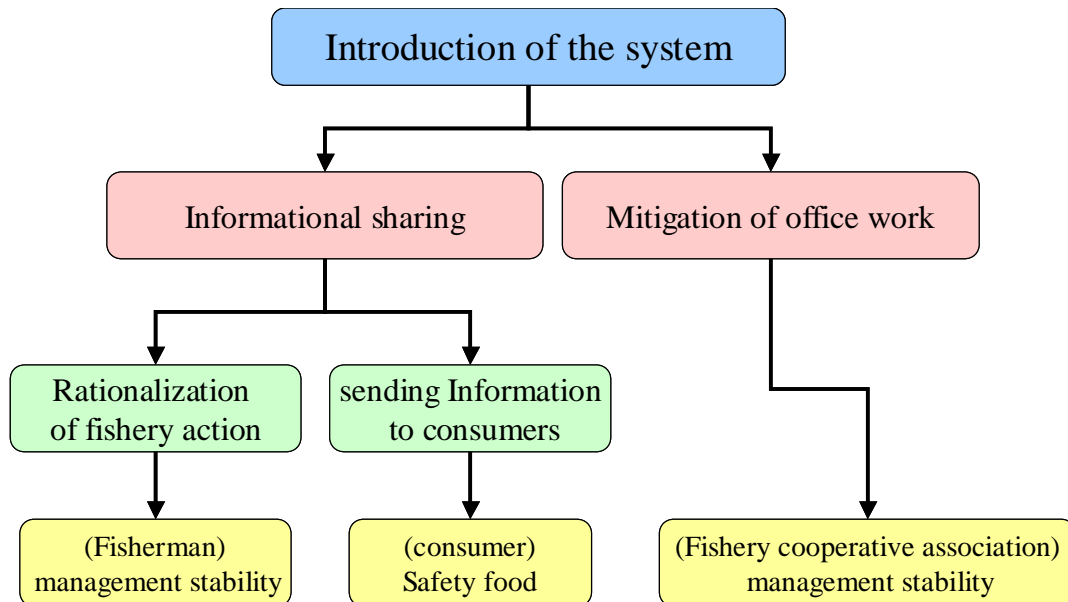 Introduction of the system
Informational sharing
Mitigation of office work
Rationalization
of fishery action
sending Information
to consumers
(Fisherman)
management stability
(consumer)
Safety food
(Fishery cooperative association)
management stability